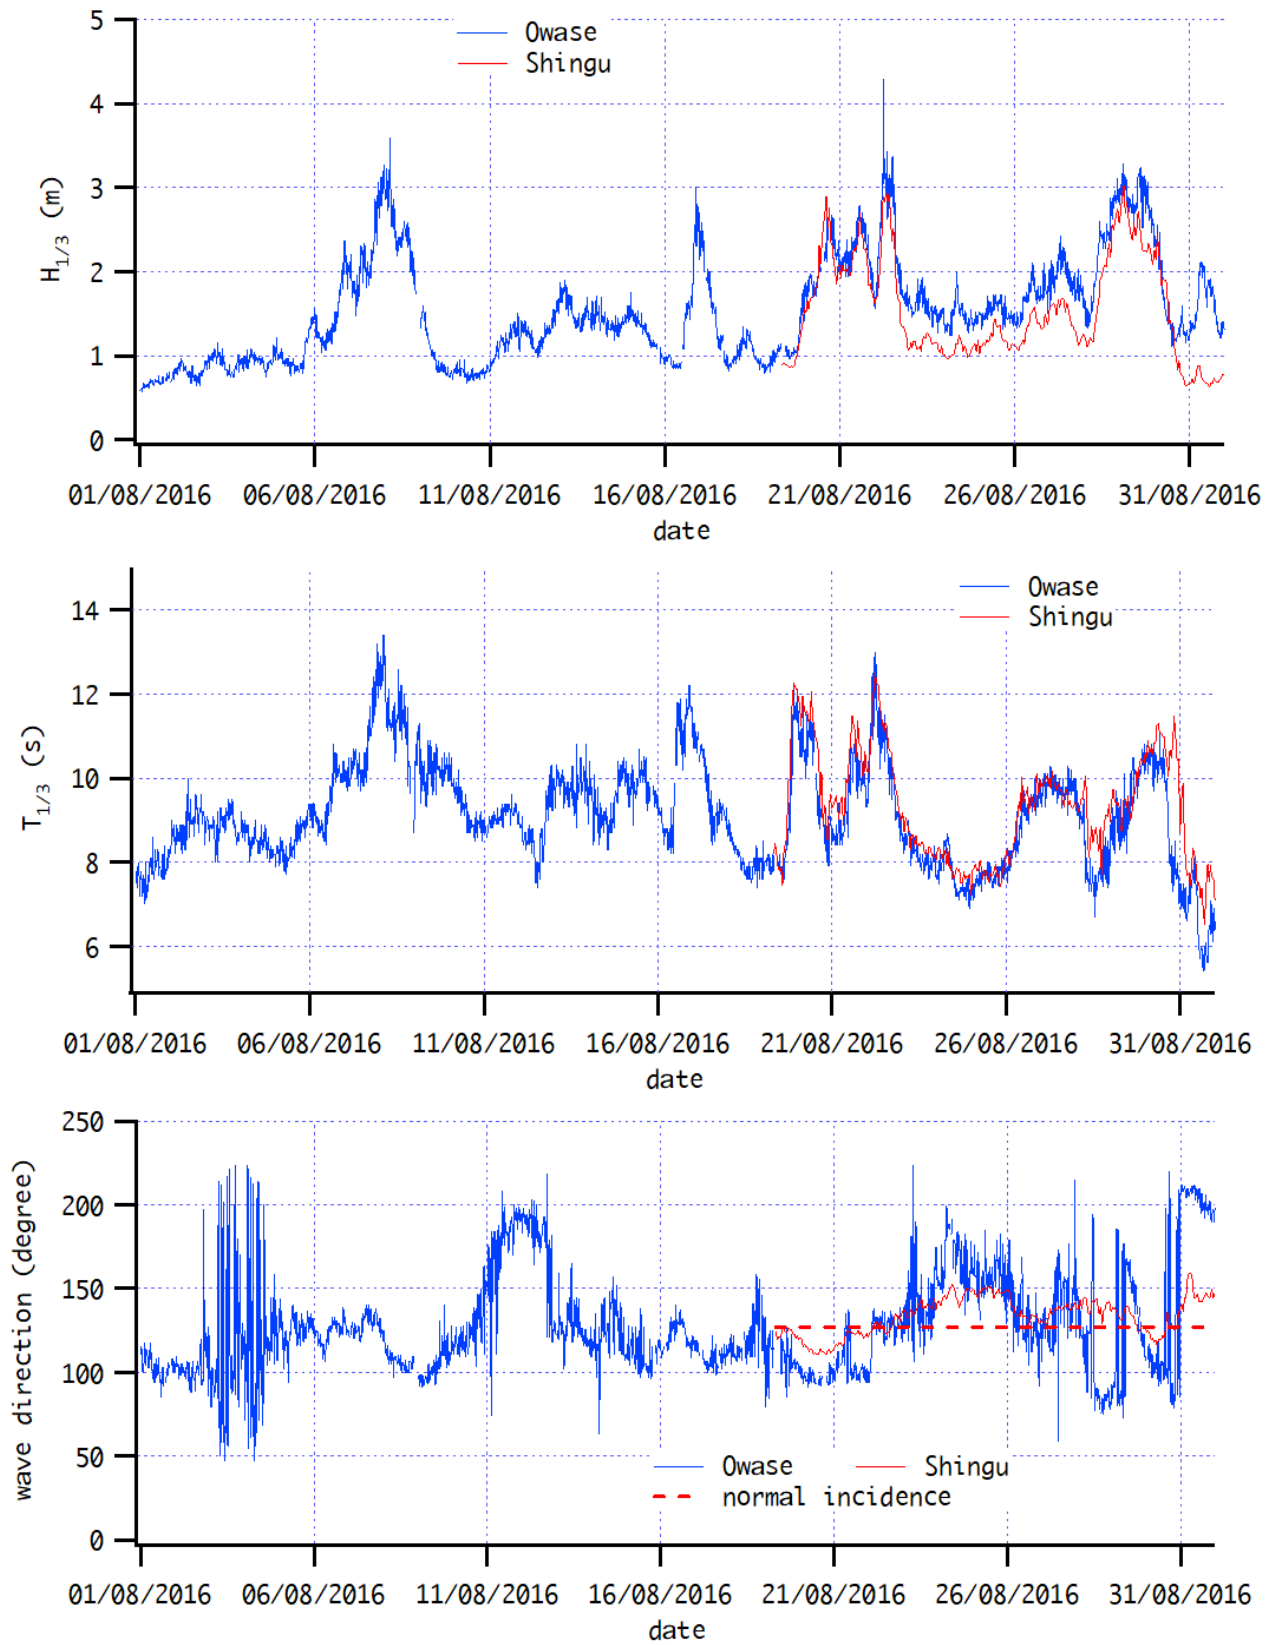 5
4
3
2
1
0
H1/3 (m)
Owase
Shingu
01/08/2016 06/08/2016 11/08/2016 16/08/2016 21/08/2016 26/08/2016 31/08/2016
date
14
12
10
8
6
T1/3 (s)
Owase
Shingu
01/08/2016 06/08/2016 11/08/2016 16/08/2016 21/08/2016 26/08/2016 31/08/2016
date
250
200
150
100
50
0
wave direction (degree)
Owase Shingu
normal incidence
01/08/2016 06/08/2016 11/08/2016 16/08/2016 21/08/2016 26/08/2016 31/08/2016
date